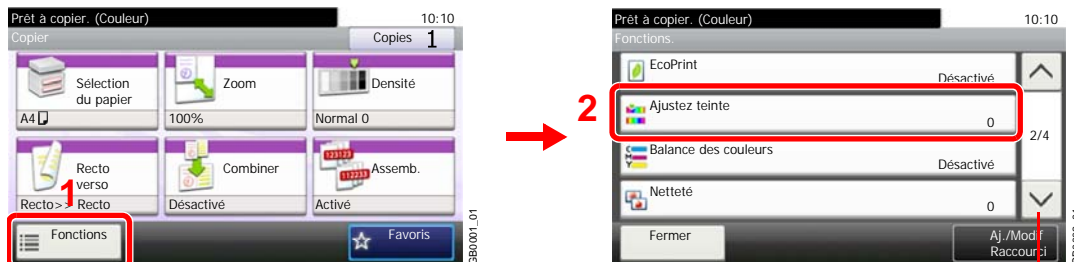 Prêt à copier. (Couleur)
10:10
Copier
Copies 1
Sélection
du papier
A4
Zoom
100%
Densité
Normal 0
Recto
verso
Recto>> Recto
Combiner
Désactivé
Assemb.
Activé
1
Fonctions
Favoris
GB0001_01
Prêt à copier. (Couleur)
10:10
Fonctions.
EcoPrint
Désactivé
2
Ajustez teinte
0
2/4
Balance des couleurs
Désactivé
Netteté
0
Fermer
Aj./Modif
Raccourci